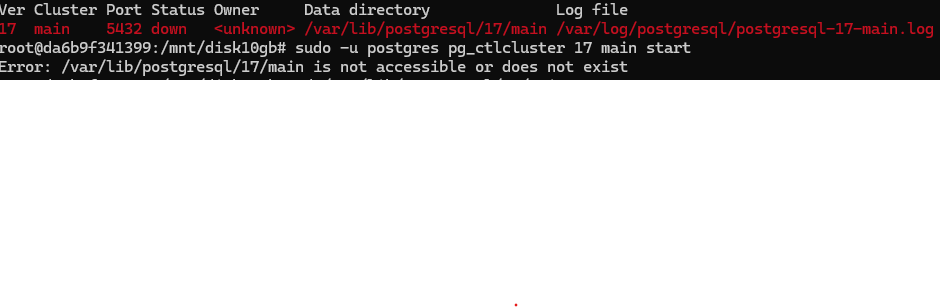 Ver Cluster Port Status Owner     Data directory              Log file
17  main    5432 down   <unknown> /var/lib/postgresql/17/main /var/log/postgresql/postgresql-17-main.log
root@da6b9f341399:/mnt/disk10gb# sudo -u postgres pg_ctlcluster 17 main start
Error: /var/lib/postgresql/17/main is not accessible or does not exist